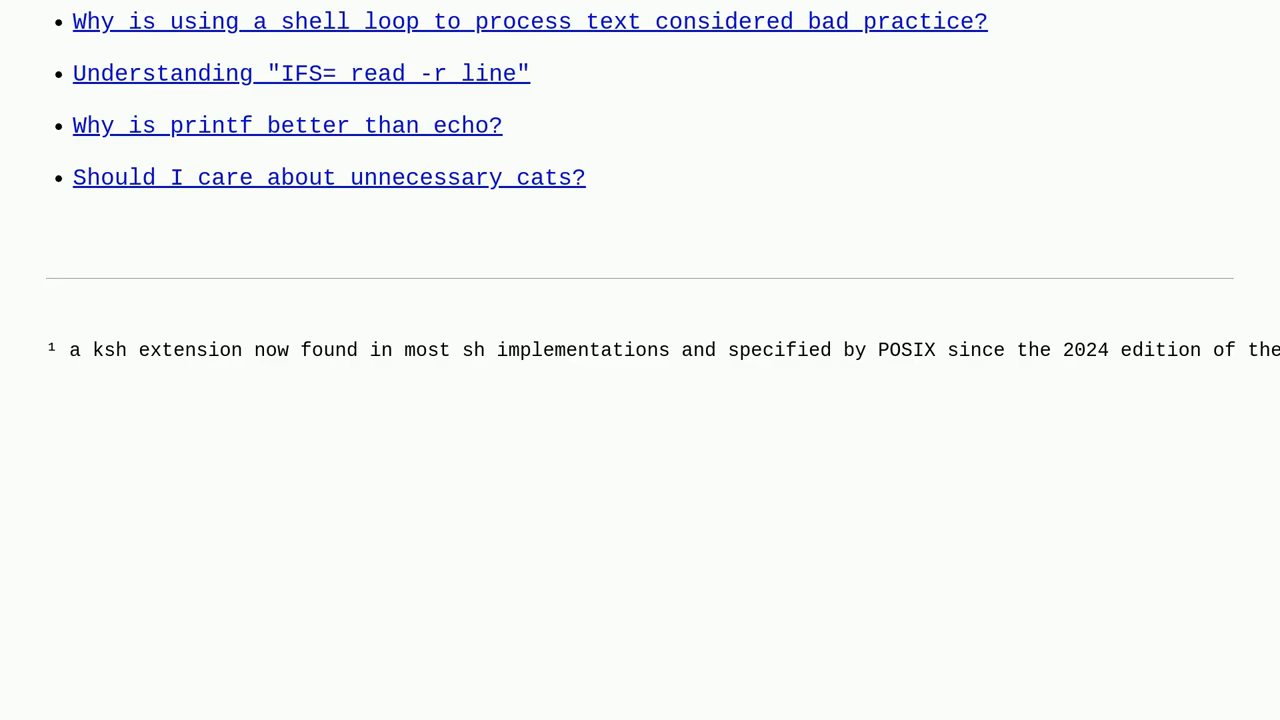 • Why is using a shell loop to process text considered bad practice?
• Understanding "IFS= read -r line"
• Why is printf better than echo?
• Should I care about unnecessary cats?
¹ a ksh extension now found in most sh implementations and specified by POSIX since the 2024 edition of the